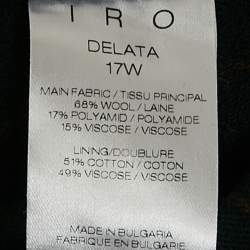 IRO
DELATA
17W
MAIN FABRIC / TISSU PRINCIPAL
68% WOOL / LAINE
17% POLYAMID / POLYAMIDE
15% VISCOSE / VISCOSE
LINING/DOUBLURE
51% COTTON / COTON
49% VISCOSE / VISCOSE
MADE IN BULGARIA
FABRIQUE EN BULGARIE